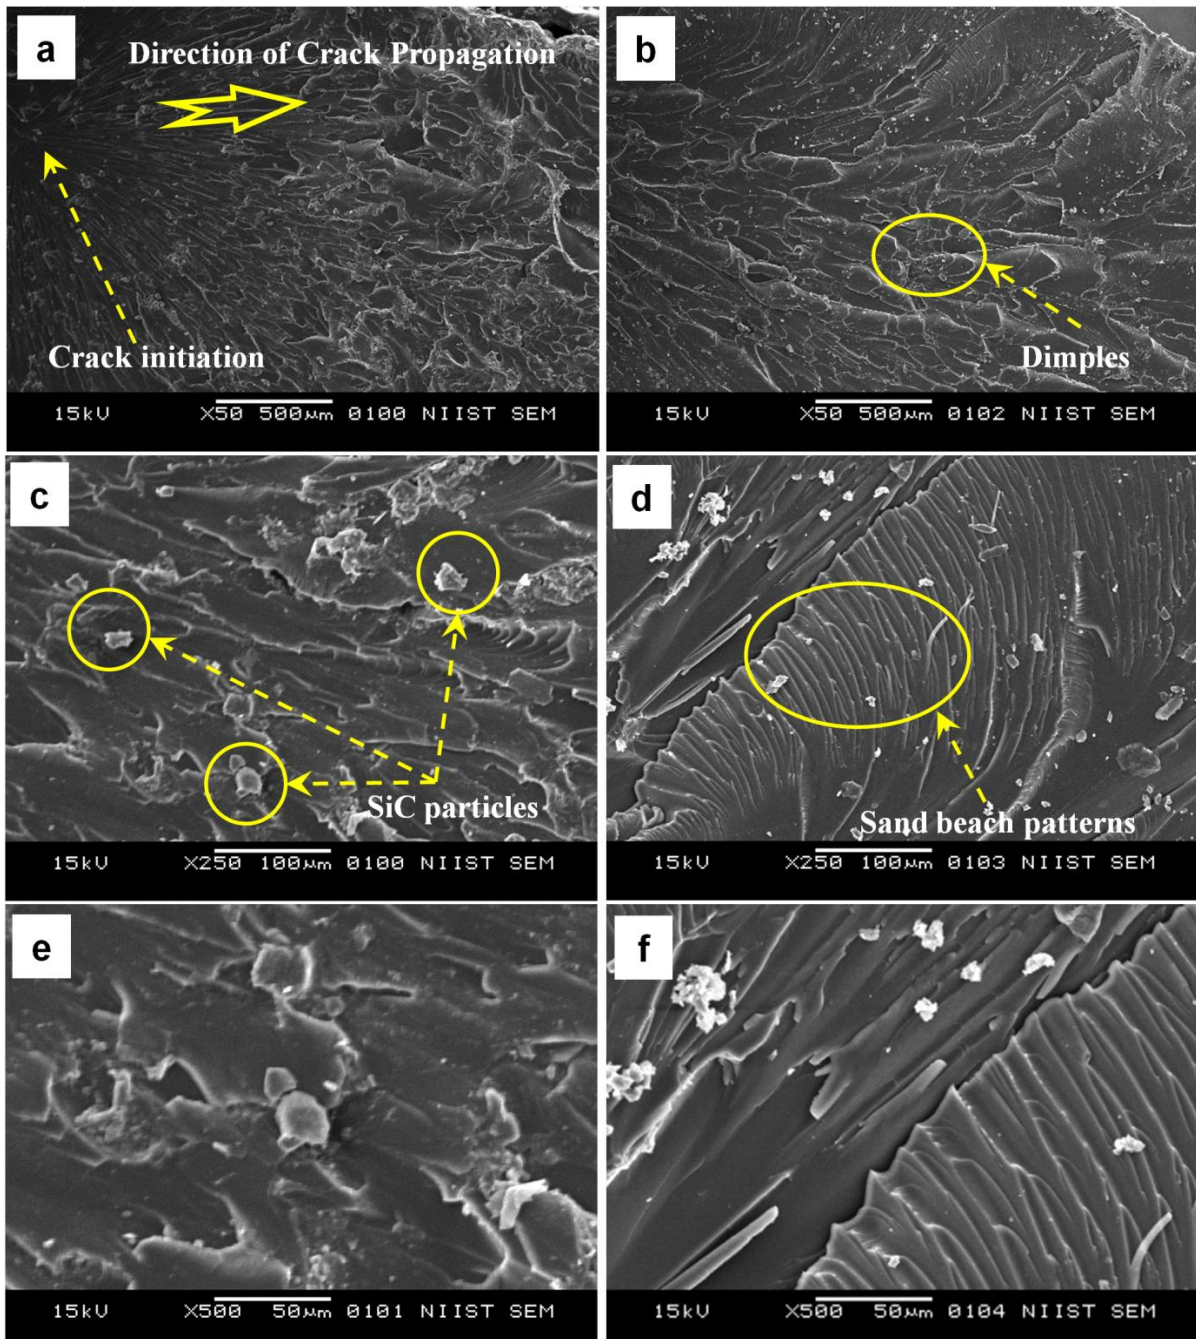 a
Direction of Crack Propagation
Crack initiation
15kV X50 500µm 0100 NIIST SEM
b
Dimples
15kV X50 500µm 0102 NIIST SEM
c
SiC particles
15kV X250 100µm 0100 NIIST SEM
d
Sand beach patterns
15kV X250 100µm 0103 NIIST SEM
e
15kV X500 50µm 0101 NIIST SEM
f
15kV X500 50µm 0104 NIIST SEM